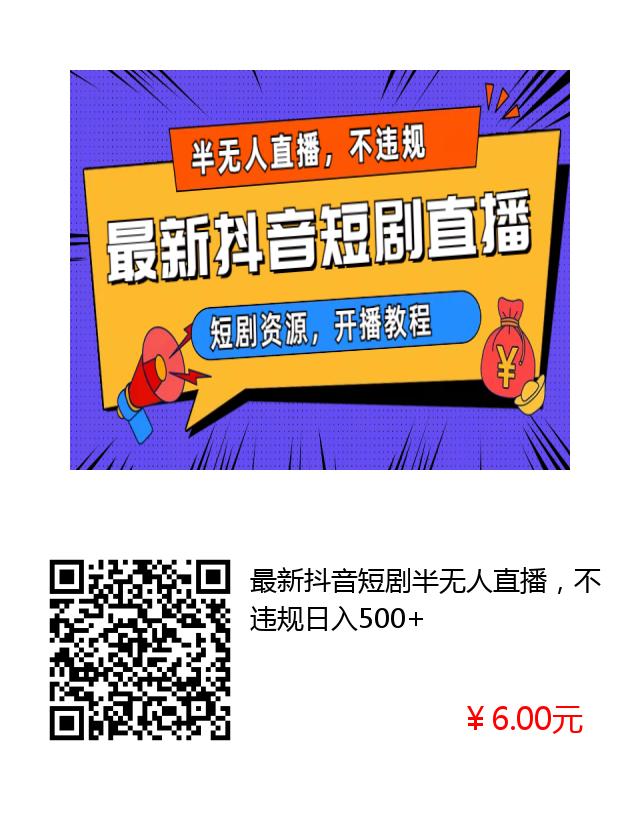 半无人直播，不违规
最新抖音短剧直播
短剧资源，开播教程
¥
最新抖音短剧半无人直播，不
违规日入500+
¥6.00元